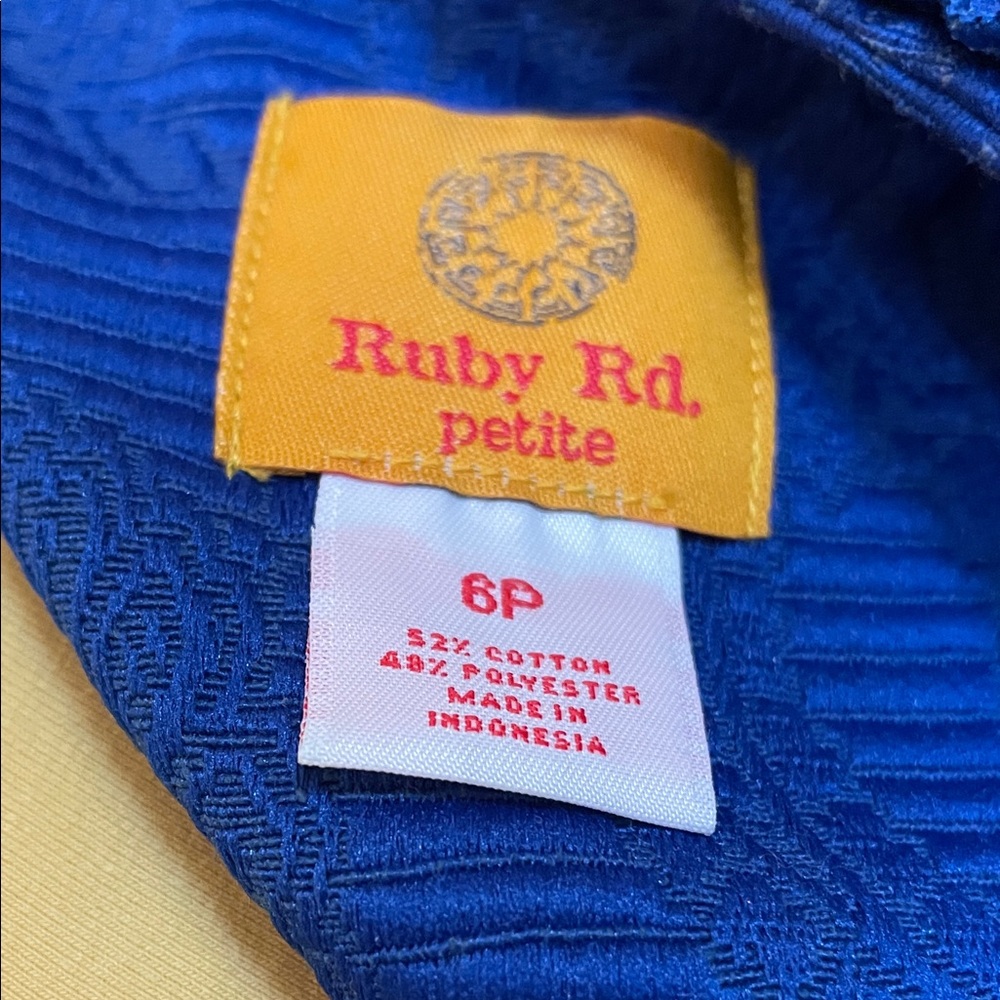 Ruby Rd.
petite
6P
52% COTTON
48% POLYESTER
MADE IN
INDONESIA